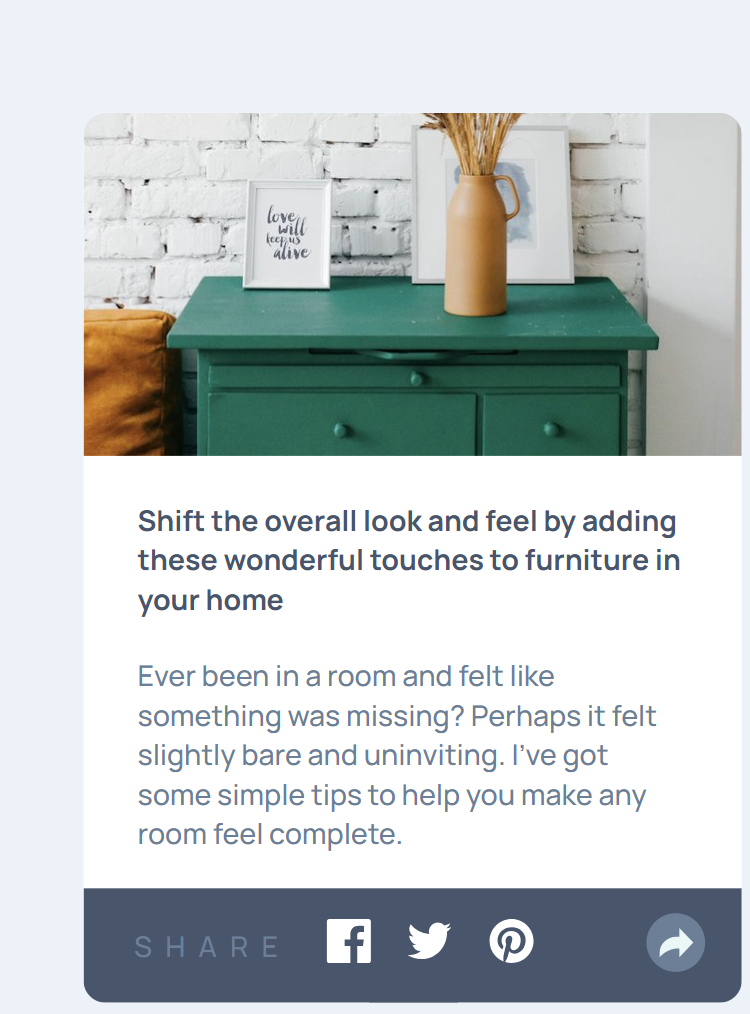 love
will
keep us
alive
Shift the overall look and feel by adding
these wonderful touches to furniture in
your home
Ever been in a room and felt like
something was missing? Perhaps it felt
slightly bare and uninviting. I’ve got
some simple tips to help you make any
room feel complete.
SHARE